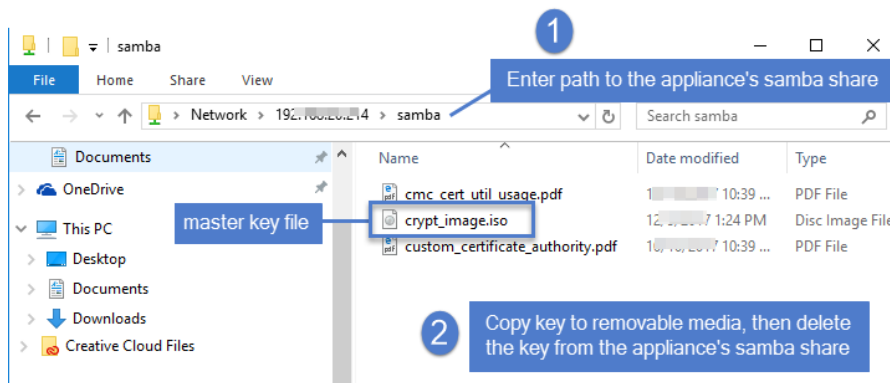 1
samba
File Home Share View
Enter path to the appliance's samba share
Network > > samba
Search samba
Documents
OneDrive
This PC
Desktop
Documents
Downloads
Creative Cloud Files
master key file
Name Date modified Type
cmc_cert_util_usage.pdf 10:39 ... PDF File
crypt_image.iso 1:24 PM Disc Image File
custom_certificate_authority.pdf 10:39 ... PDF File
2
Copy key to removable media, then delete
the key from the appliance's samba share